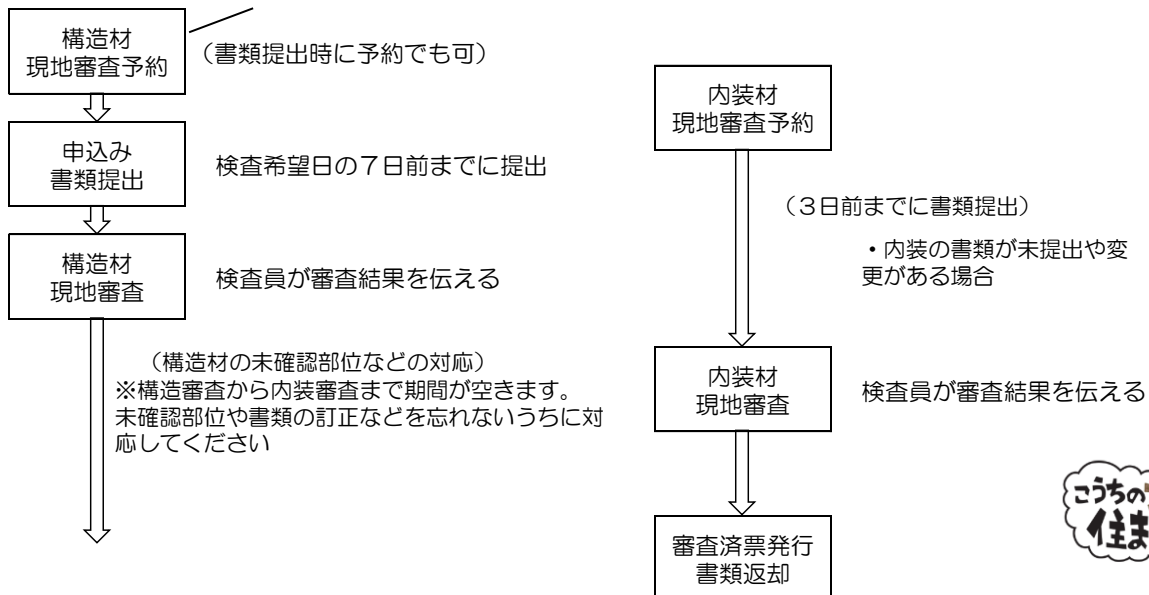 構造材
現地審査予約
（書類提出時に予約でも可）
申込み
書類提出
検査希望日の７日前までに提出
構造材
現地審査
検査員が審査結果を伝える
（構造材の未確認部位などの対応）
※構造審査から内装審査まで期間が空きます。
未確認部位や書類の訂正などを忘れないうちに対
応してください
内装材
現地審査予約
（３日前までに書類提出）
・内装の書類が未提出や変
更がある場合
内装材
現地審査
検査員が審査結果を伝える
審査済票発行
書類返却
こうちの
住ま